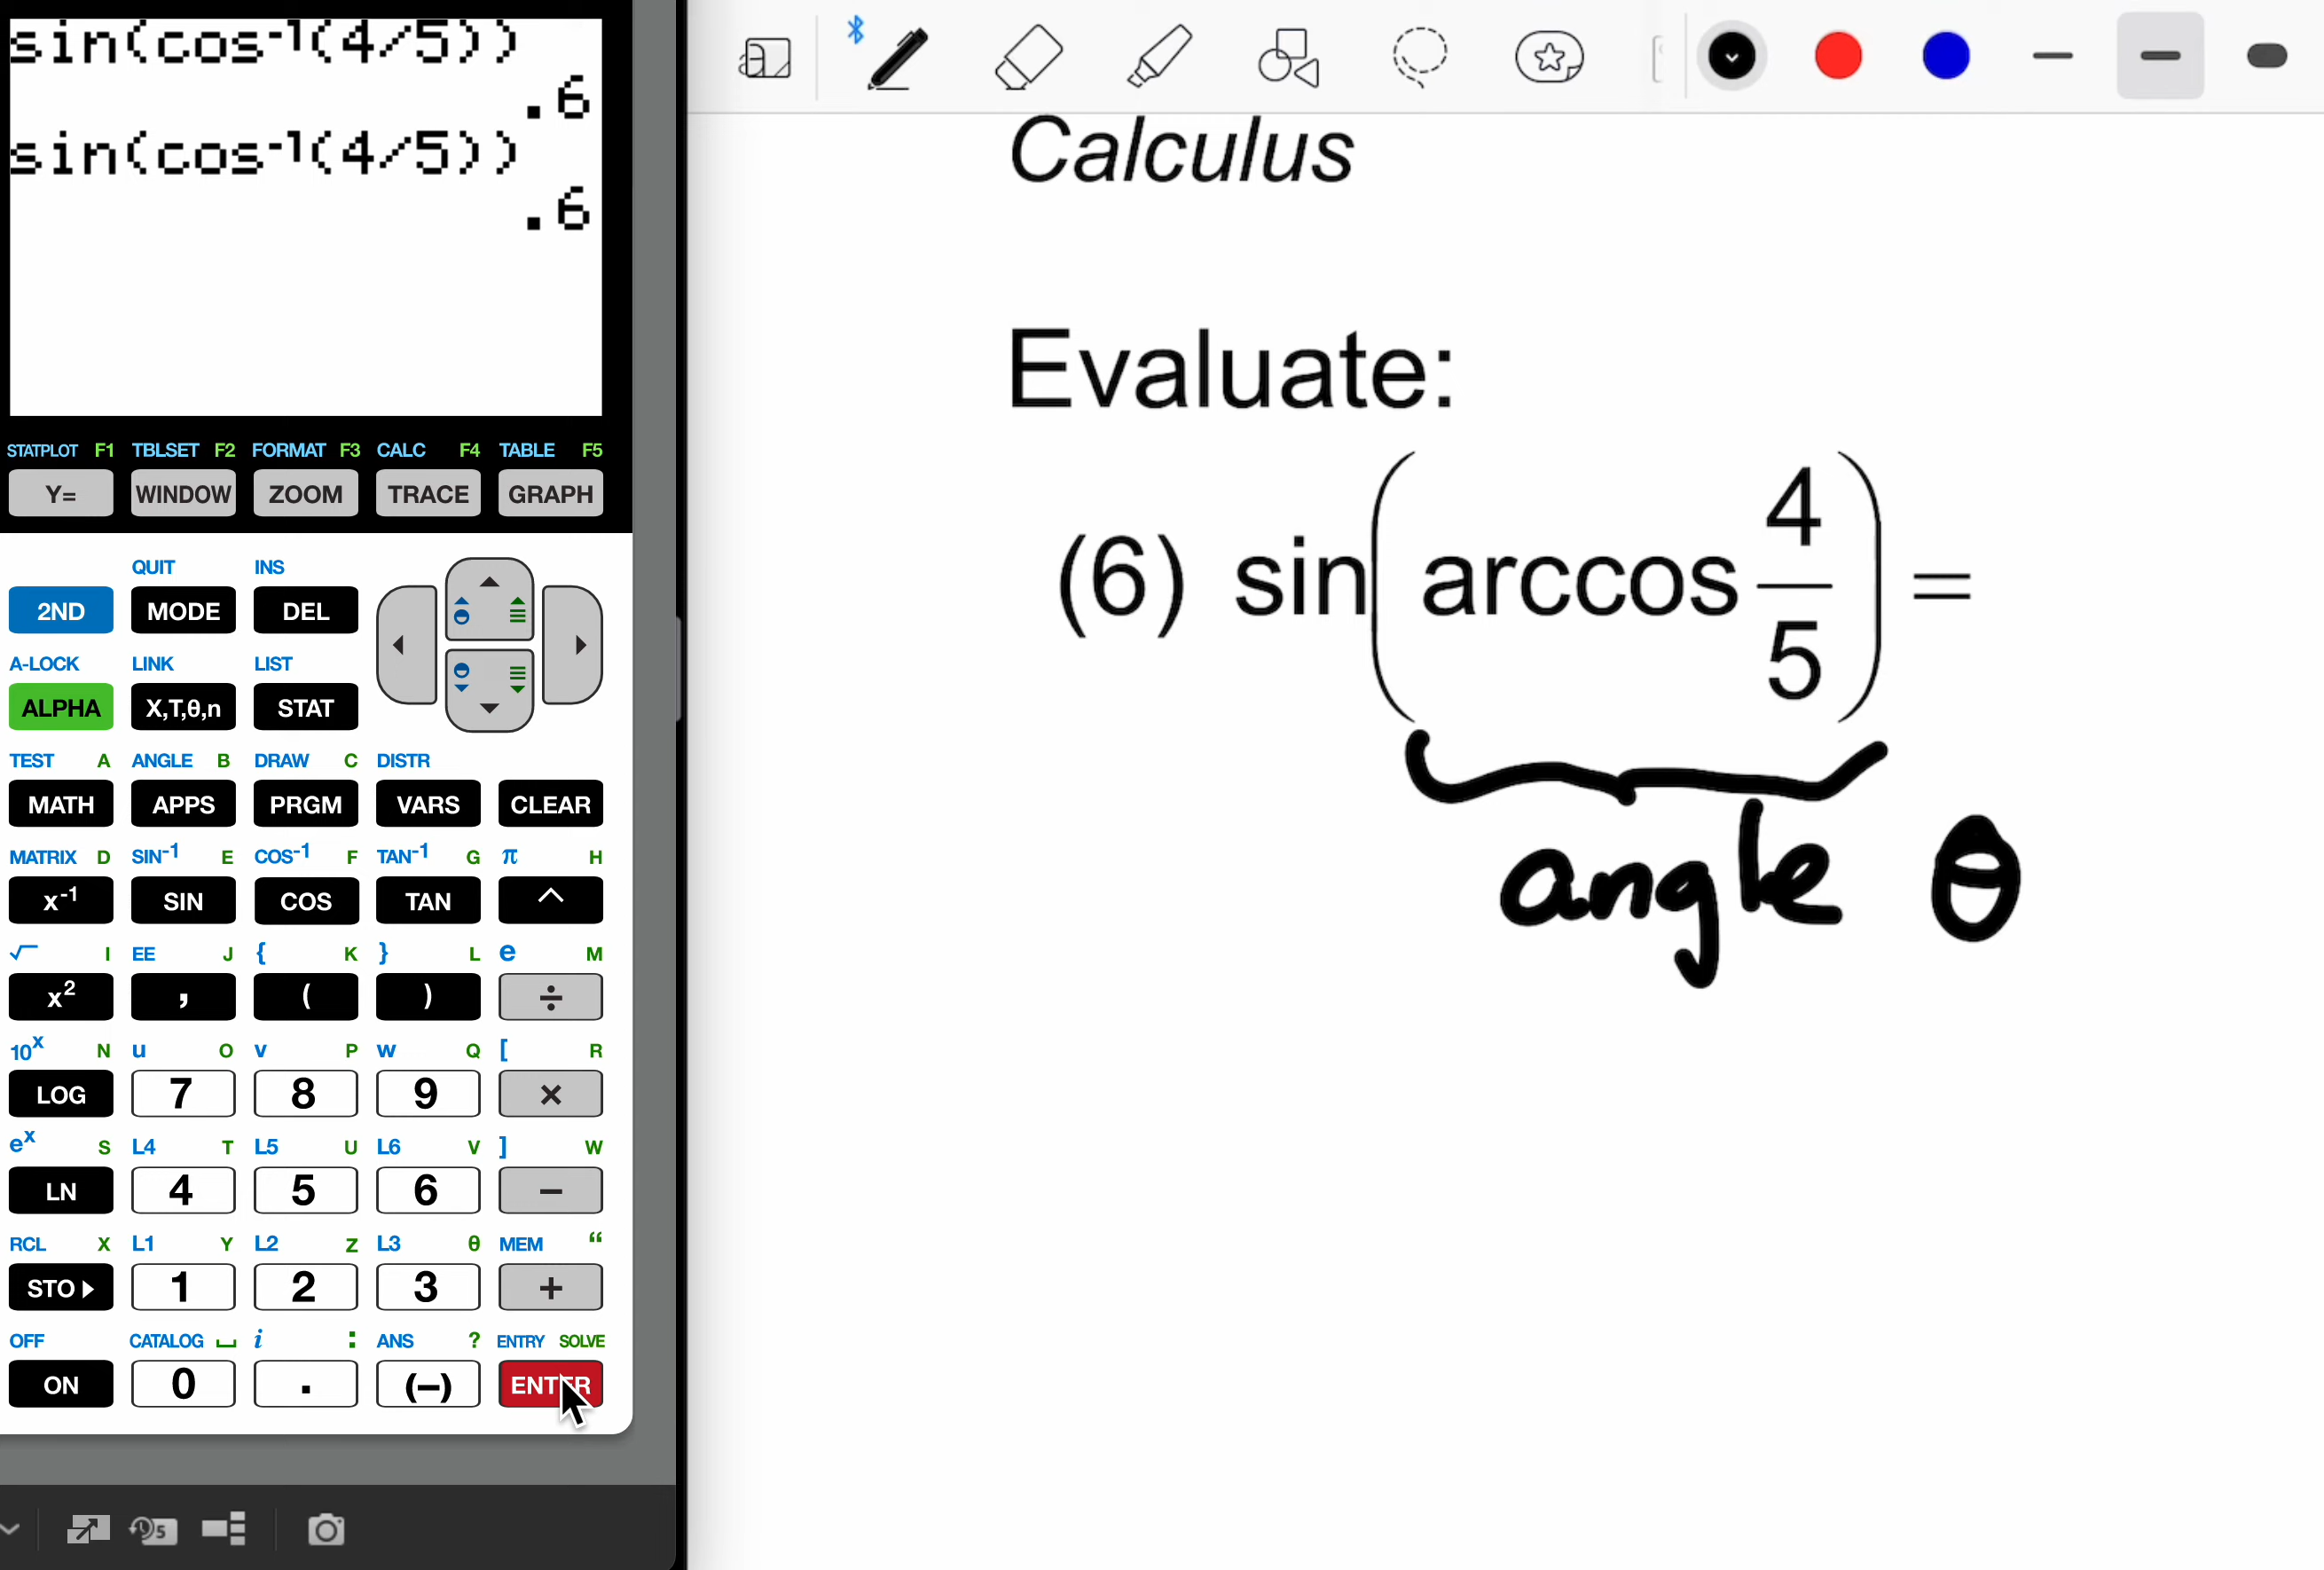 sin(cos⁻¹(4/5))
.6
sin(cos⁻¹(4/5))
.6
STATPLOT F1 TBLSET F2 FORMAT F3 CALC F4 TABLE F5
Y= WINDOW ZOOM TRACE GRAPH
QUIT INS
2ND MODE DEL
A-LOCK LINK LIST
ALPHA X,T,θ,n STAT
TEST A ANGLE B DRAW C DISTR
MATH APPS PRGM VARS CLEAR
MATRIX D SIN⁻¹ E COS⁻¹ F TAN⁻¹ G π H
x⁻¹ SIN COS TAN ^
√ I EE J { K } L e M
x² , ( ) ÷
10ˣ N u O v P w Q [ R
LOG 7 8 9 ×
eˣ S L4 T L5 U L6 V ] W
LN 4 5 6 −
RCL X L1 Y L2 Z L3 θ MEM “
STO▶ 1 2 3 +
OFF CATALOG ⎵ i : ANS ? ENTRY SOLVE
ON 0 . (–) ENTER
5
a
Calculus
Evaluate:
(6) sin(arccos 4/5) =
angle θ